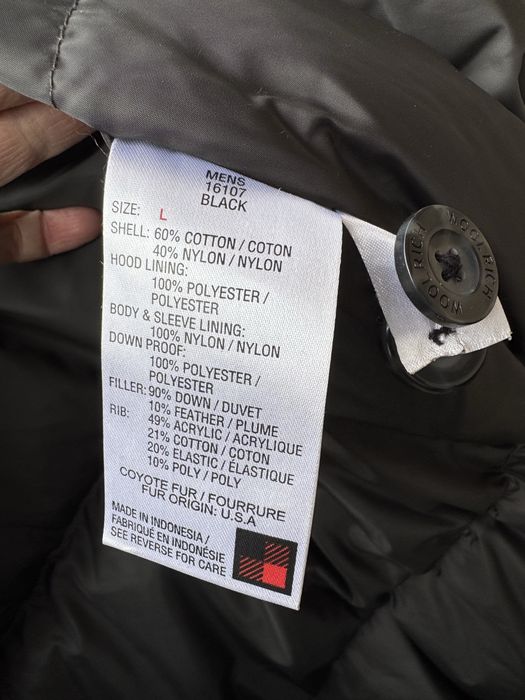 MENS
16107
BLACK
SIZE: L
SHELL: 60% COTTON / COTON
40% NYLON / NYLON
HOOD LINING:
100% POLYESTER /
POLYESTER
BODY & SLEEVE LINING:
100% NYLON / NYLON
DOWN PROOF:
100% POLYESTER /
POLYESTER
FILLER: 90% DOWN / DUVET
10% FEATHER / PLUME
RIB: 49% ACRYLIC / ACRYLIQUE
21% COTTON / COTON
20% ELASTIC / ÉLASTIQUE
10% POLY / POLY
COYOTE FUR / FOURRURE
FUR ORIGIN: U.S.A
MADE IN INDONESIA /
FABRIQUÉ EN INDONÉSIE
SEE REVERSE FOR CARE
WOOLRICH
WOOLRICH